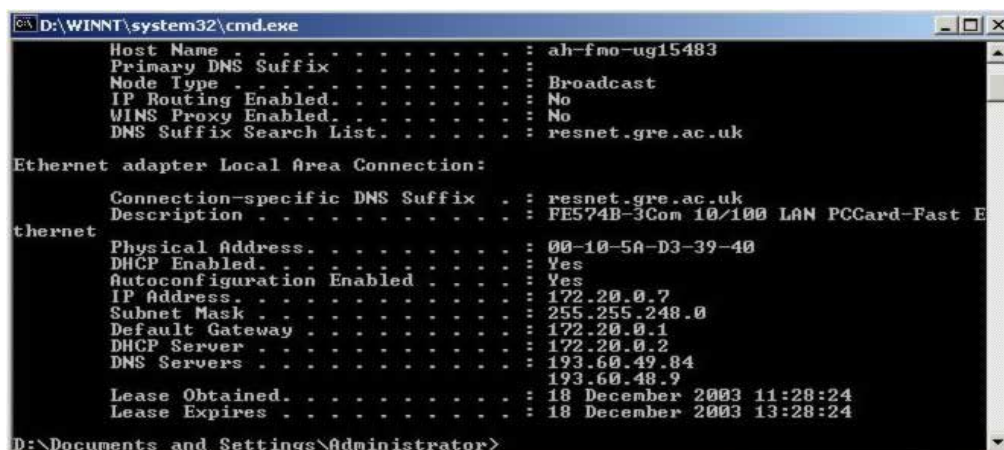 D:\WINNT\system32\cmd.exe
Host Name . . . . . . . . . . . . : ah-fmo-ug15483
Primary DNS Suffix  . . . . . . . :
Node Type . . . . . . . . . . . . : Broadcast
IP Routing Enabled. . . . . . . . : No
WINS Proxy Enabled. . . . . . . . : No
DNS Suffix Search List. . . . . . : resnet.gre.ac.uk
Ethernet adapter Local Area Connection:
Connection-specific DNS Suffix  . : resnet.gre.ac.uk
Description . . . . . . . . . . . : FE574B-3Com 10/100 LAN PCCard-Fast E
thernet
Physical Address. . . . . . . . . : 00-10-5A-D3-39-40
DHCP Enabled. . . . . . . . . . . : Yes
Autoconfiguration Enabled . . . . : Yes
IP Address. . . . . . . . . . . . : 172.20.0.7
Subnet Mask . . . . . . . . . . . : 255.255.248.0
Default Gateway . . . . . . . . . : 172.20.0.1
DHCP Server . . . . . . . . . . . : 172.20.0.2
DNS Servers . . . . . . . . . . . : 193.60.49.84
193.60.48.9
Lease Obtained. . . . . . . . . . : 18 December 2003 11:28:24
Lease Expires . . . . . . . . . . : 18 December 2003 13:28:24
D:\Documents and Settings\Administrator>